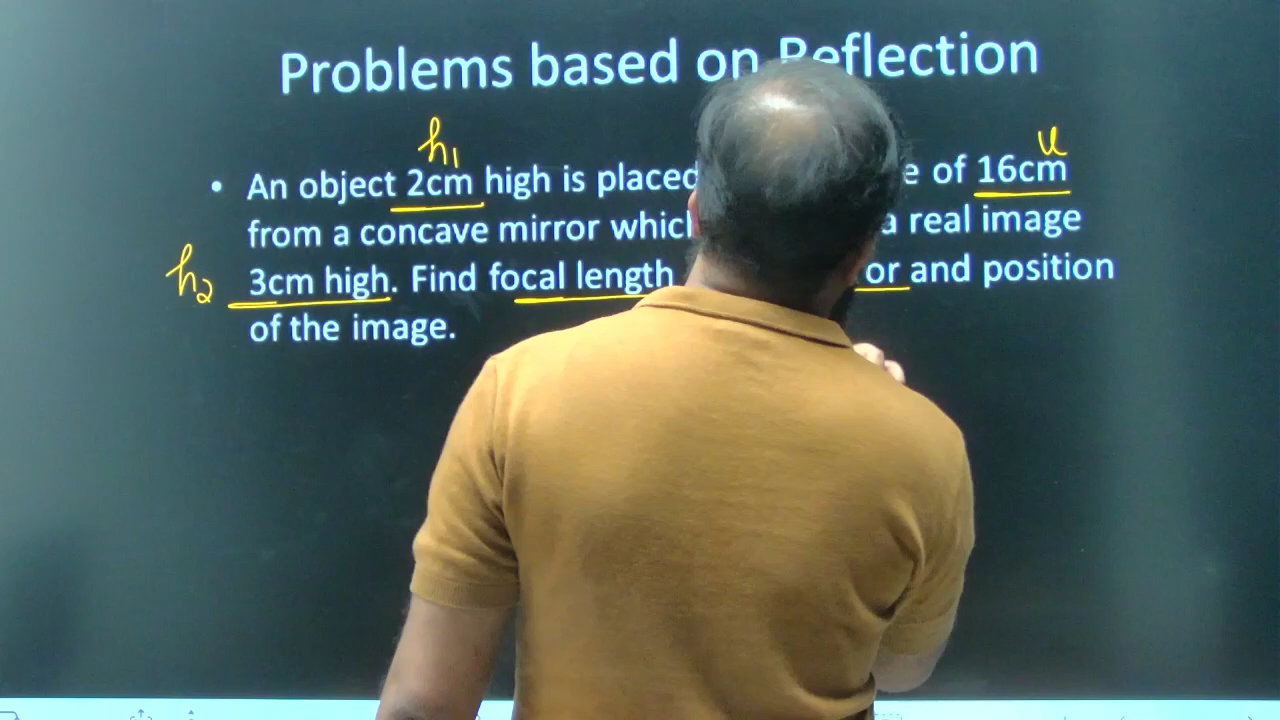 Problems based on Reflection
h1 u
• An object 2cm high is placed e of 16cm
from a concave mirror which a real image
h2 3cm high. Find focal length or and position
of the image.